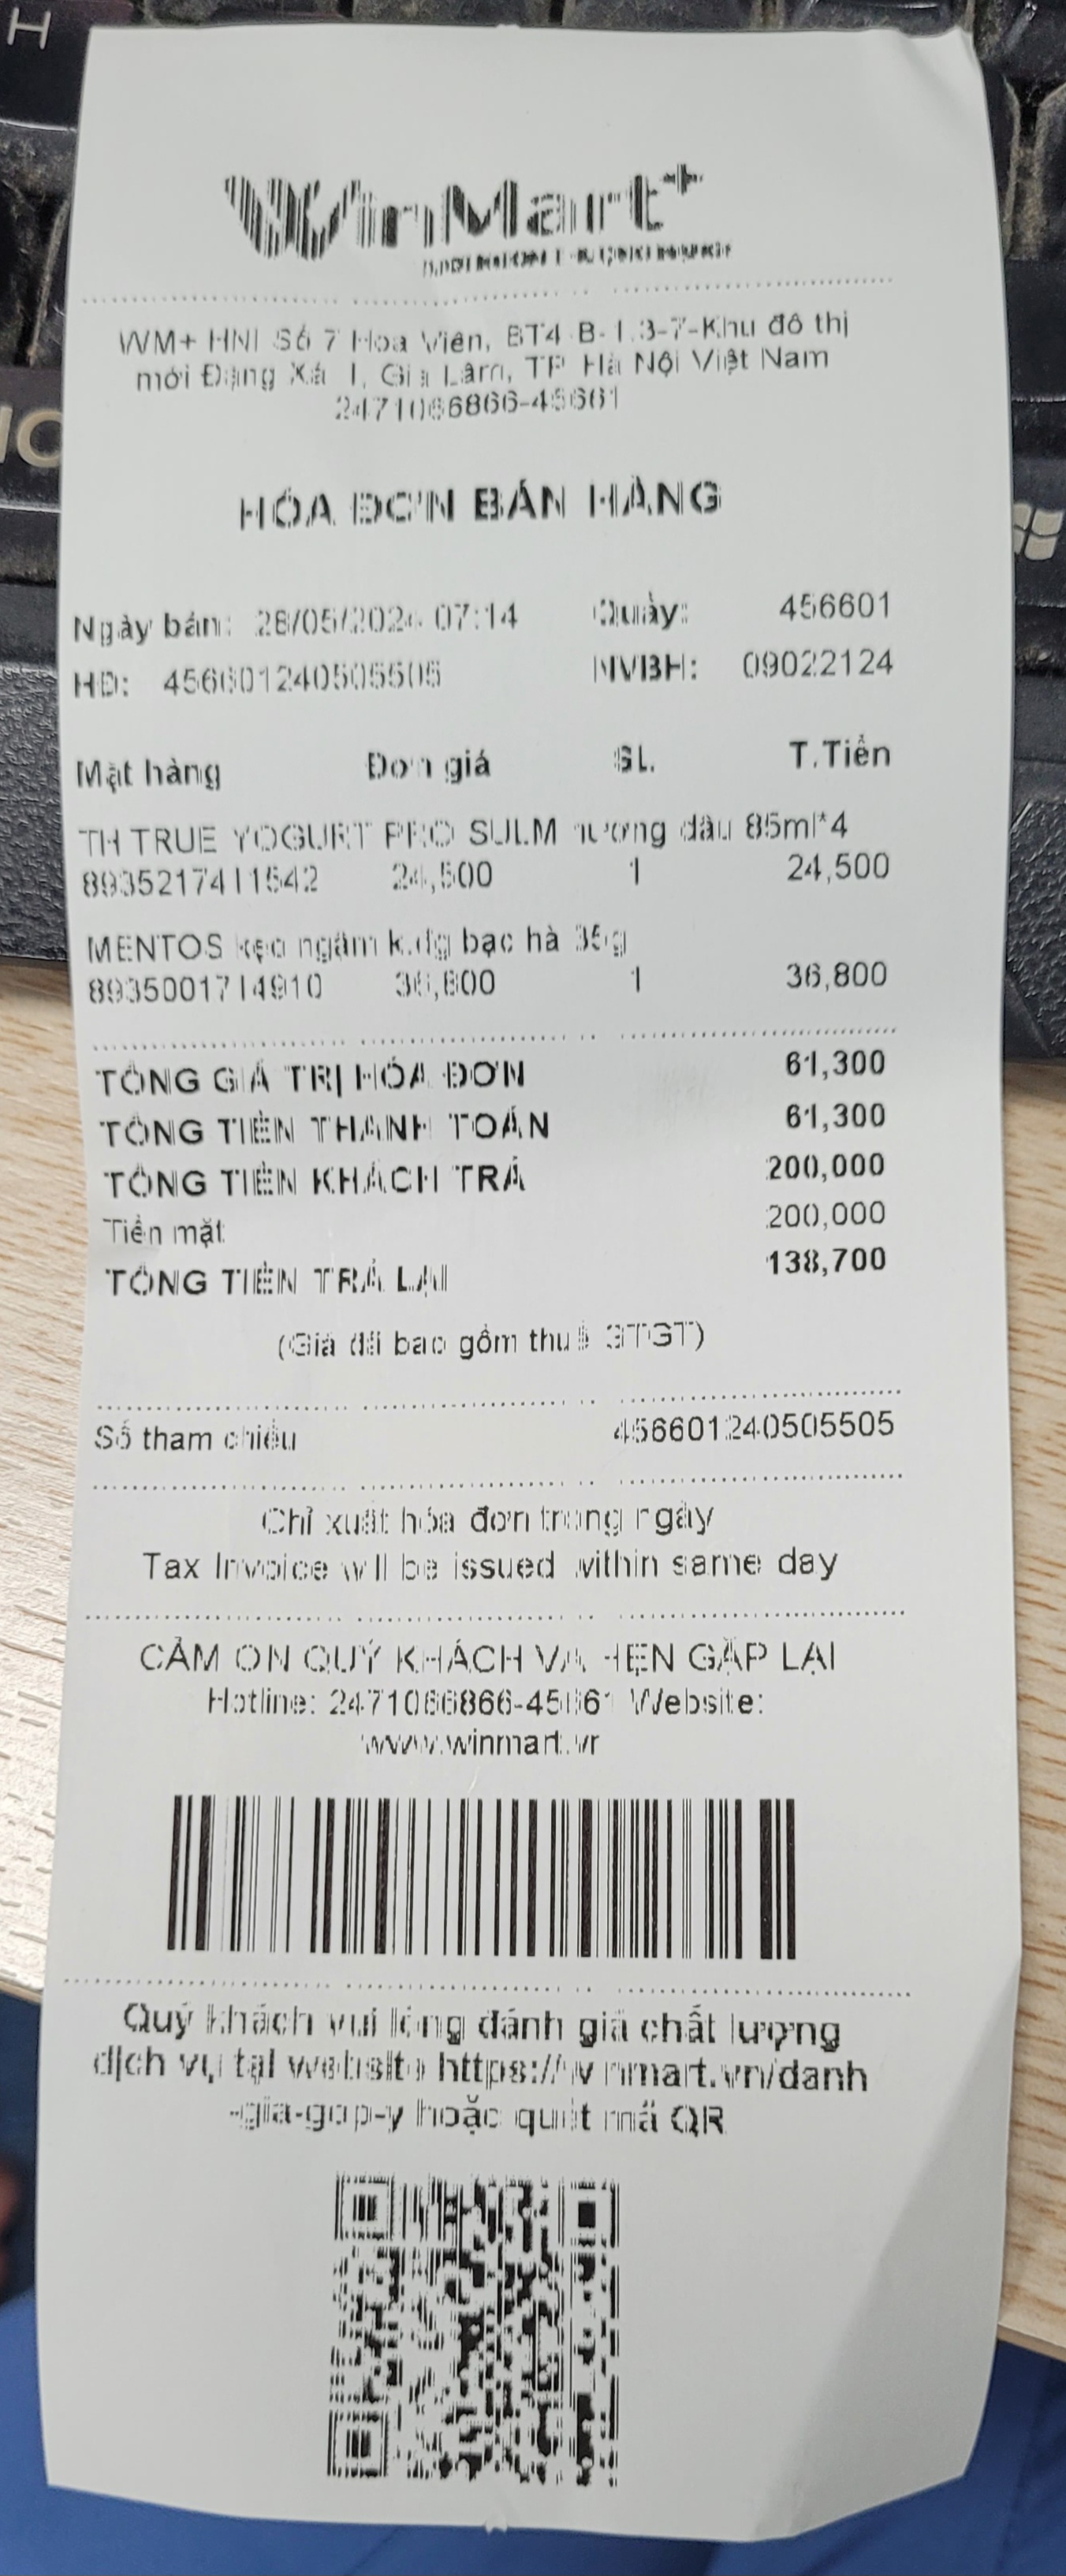 H
WinMart+
WM+ HNI Số 7 Hoa Viên, BT4-B-1.3-7-Khu đô thị
mới Đặng Xá I, Gia Lâm, TP. Hà Nội Việt Nam
2471066866-45661
HÓA ĐƠN BÁN HÀNG
Ngày bán: 28/05/2024 07:14 Quầy: 456601
HĐ: 456601240505505 NVBH: 09022124
Mặt hàng Đơn giá SL. T.Tiền
TH TRUE YOGURT PRO SULM hương dâu 85ml*4
8935217411542 24,500 1 24,500
MENTOS kẹo ngậm k.đg bạc hà 35g
8935001714910 36,800 1 36,800
TỔNG GIÁ TRỊ HÓA ĐƠN 61,300
TỔNG TIỀN THANH TOÁN 61,300
TỔNG TIỀN KHÁCH TRẢ 200,000
Tiền mặt 200,000
TỔNG TIỀN TRẢ LẠI 138,700
(Giá đã bao gồm thuế GTGT)
Số tham chiếu 456601240505505
Chỉ xuất hóa đơn trong ngày
Tax Invoice will be issued within same day
CẢM ƠN QUÝ KHÁCH VÀ HẸN GẶP LẠI
Hotline: 2471066866-45661 Website:
www.winmart.vn
Quý khách vui lòng đánh giá chất lượng
dịch vụ tại website https://winmart.vn/danh
-gia-gop-y hoặc quét mã QR